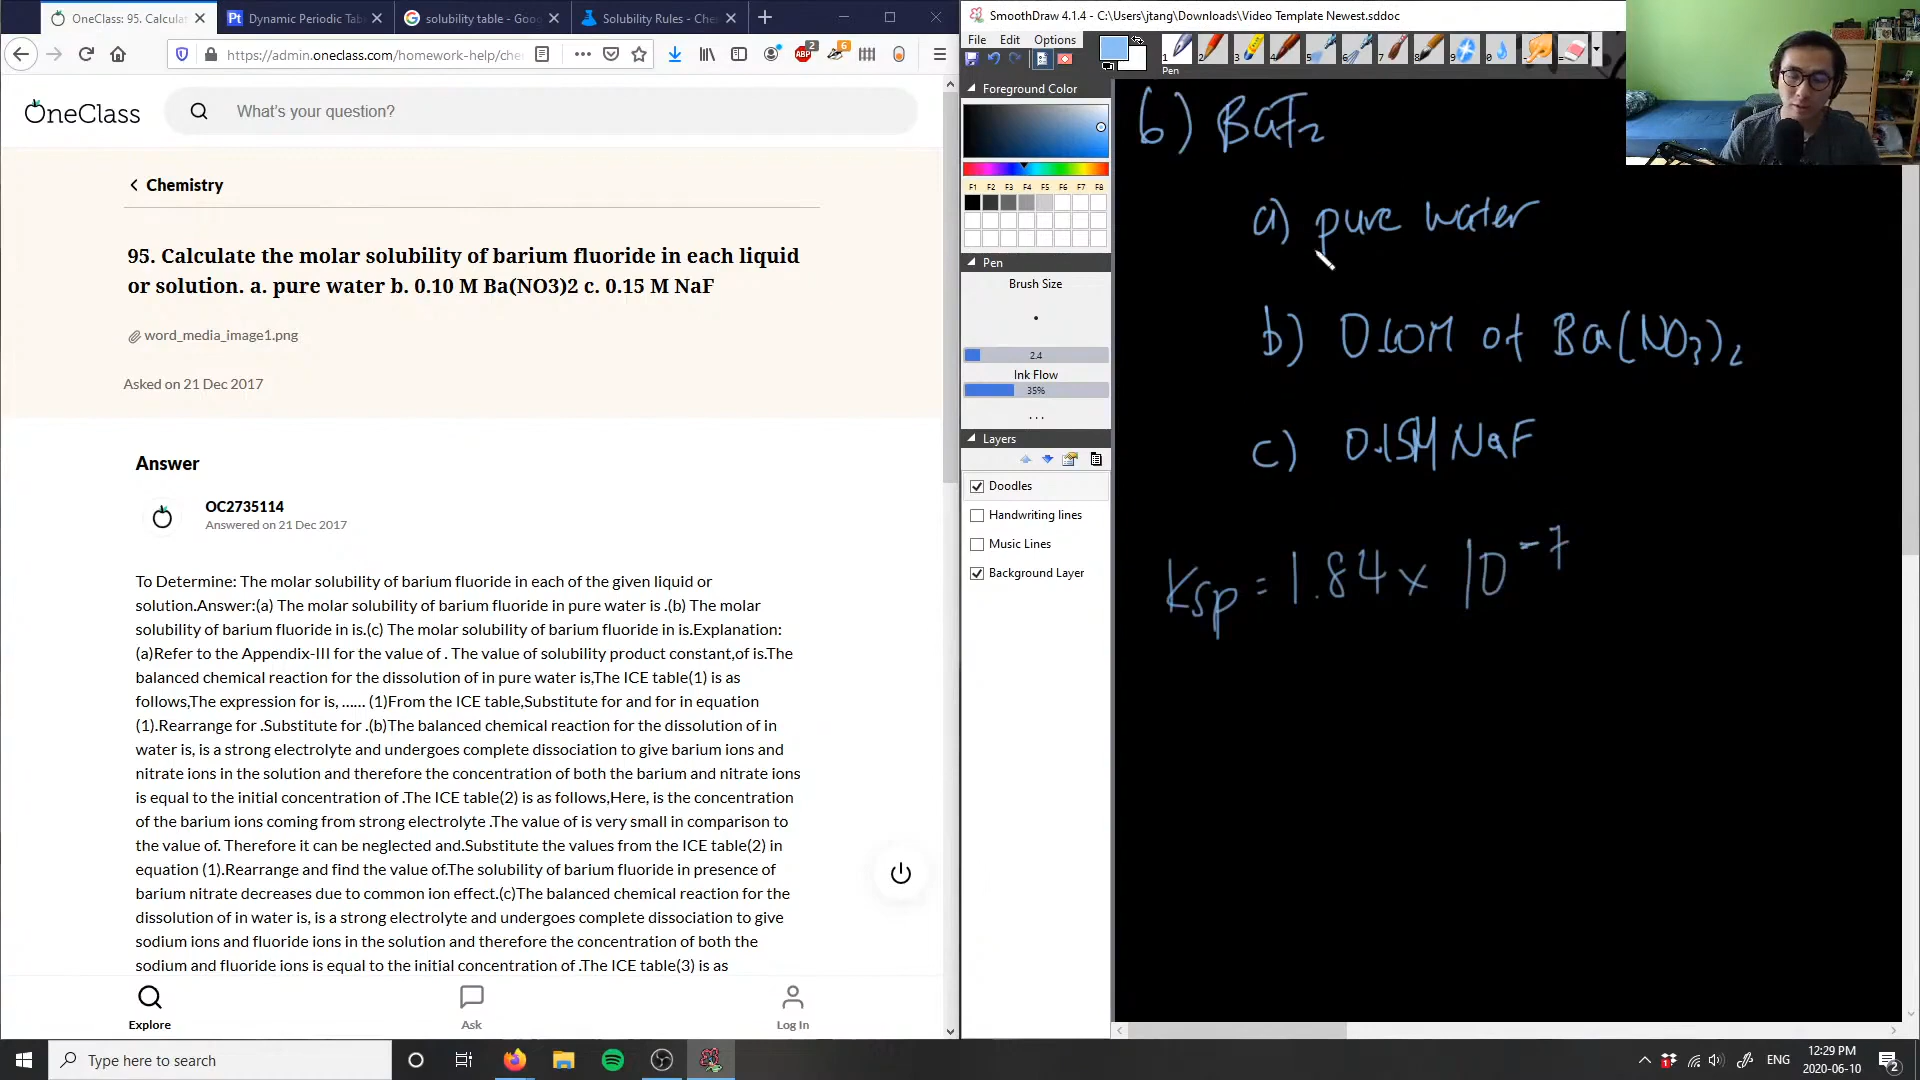 OneClass: 95. Calculat
Dynamic Periodic Tab
solubility table - Goo
Solubility Rules - Che
https://admin.oneclass.com/homework-help/che
OneClass
What's your question?
Chemistry
95. Calculate the molar solubility of barium fluoride in each liquid
or solution. a. pure water b. 0.10 M Ba(NO3)2 c. 0.15 M NaF
word_media_image1.png
Asked on 21 Dec 2017
Answer
OC2735114
Answered on 21 Dec 2017
To Determine: The molar solubility of barium fluoride in each of the given liquid or
solution.Answer:(a) The molar solubility of barium fluoride in pure water is .(b) The molar
solubility of barium fluoride in is.(c) The molar solubility of barium fluoride in is.Explanation:
(a)Refer to the Appendix-III for the value of . The value of solubility product constant,of is.The
balanced chemical reaction for the dissolution of in pure water is,The ICE table(1) is as
follows,The expression for is, …... (1)From the ICE table,Substitute for and for in equation
(1).Rearrange for .Substitute for .(b)The balanced chemical reaction for the dissolution of in
water is, is a strong electrolyte and undergoes complete dissociation to give barium ions and
nitrate ions in the solution and therefore the concentration of both the barium and nitrate ions
is equal to the initial concentration of .The ICE table(2) is as follows,Here, is the concentration
of the barium ions coming from strong electrolyte .The value of is very small in comparison to
the value of. Therefore it can be neglected and.Substitute the values from the ICE table(2) in
equation (1).Rearrange and find the value of.The solubility of barium fluoride in presence of
barium nitrate decreases due to common ion effect.(c)The balanced chemical reaction for the
dissolution of in water is, is a strong electrolyte and undergoes complete dissociation to give
sodium ions and fluoride ions in the solution and therefore the concentration of both the
sodium and fluoride ions is equal to the initial concentration of .The ICE table(3) is as
Explore
Ask
Log In
SmoothDraw 4.1.4 - C:\Users\jtang\Downloads\Video Template Newest.sddoc
File Edit Options
Pen
Foreground Color
F1 F2 F3 F4 F5 F6 F7 F8
Pen
Brush Size
2.4
Ink Flow
35%
...
Layers
Doodles
Handwriting lines
Music Lines
Background Layer
6) BaF2
a) pure water
b) 0.10M of Ba(NO3)2
c) 0.15M NaF
Ksp = 1.84 x 10^-7
Type here to search
ENG
12:29 PM
2020-06-10
2